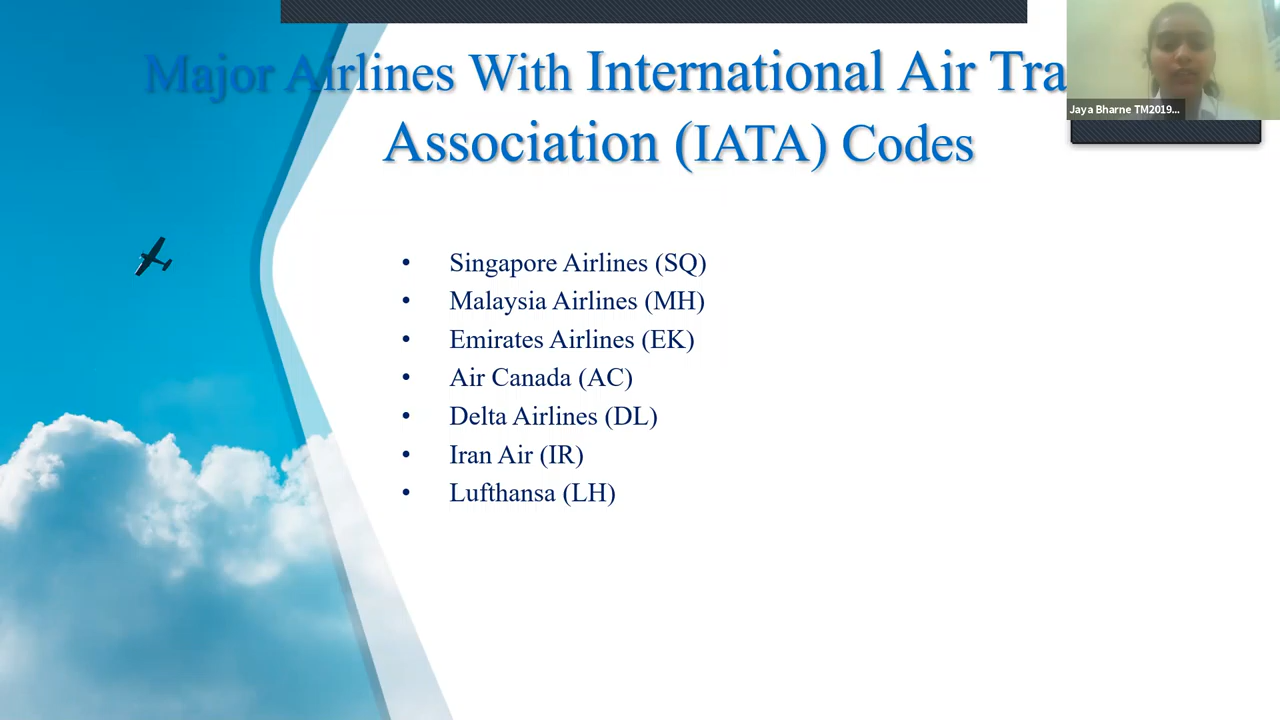 Major Airlines With International Air Tra
Association (IATA) Codes
Jaya Bharne TM2019...
• Singapore Airlines (SQ)
• Malaysia Airlines (MH)
• Emirates Airlines (EK)
• Air Canada (AC)
• Delta Airlines (DL)
• Iran Air (IR)
• Lufthansa (LH)